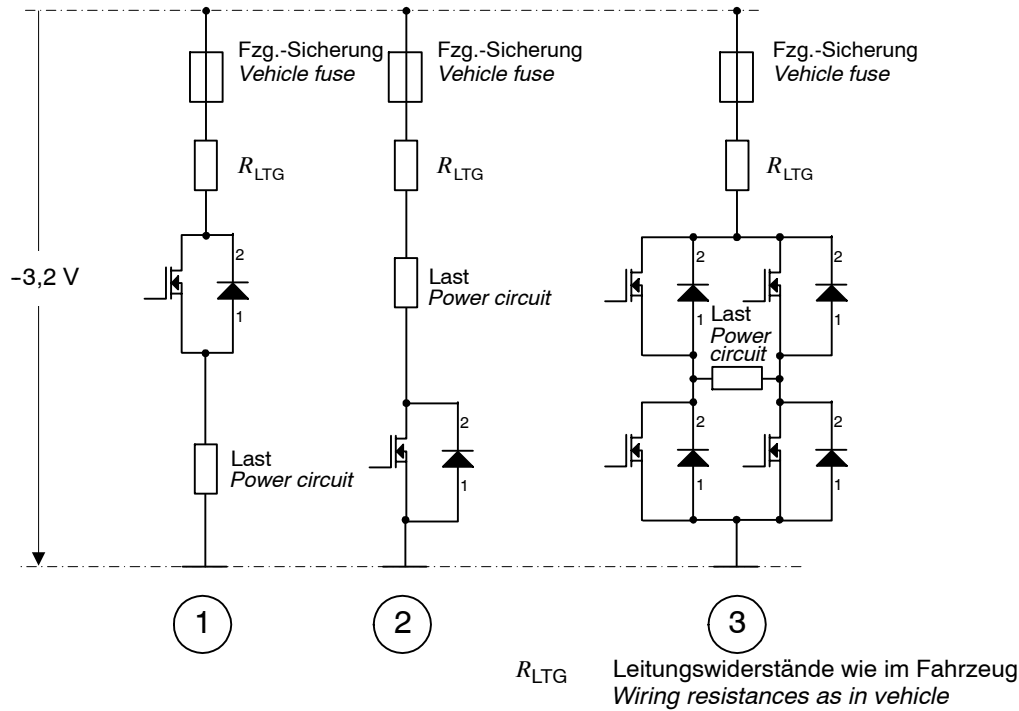 Fzg.-Sicherung
Vehicle fuse
Fzg.-Sicherung
Vehicle fuse
Fzg.-Sicherung
Vehicle fuse
RLTG
RLTG
RLTG
–3,2 V
2
1
Last
Power circuit
2
1
2
1
Last
Power
circuit
Last
Power circuit
2
1
2
1
2
1
1
2
3
RLTG Leitungswiderstände wie im Fahrzeug
Wiring resistances as in vehicle